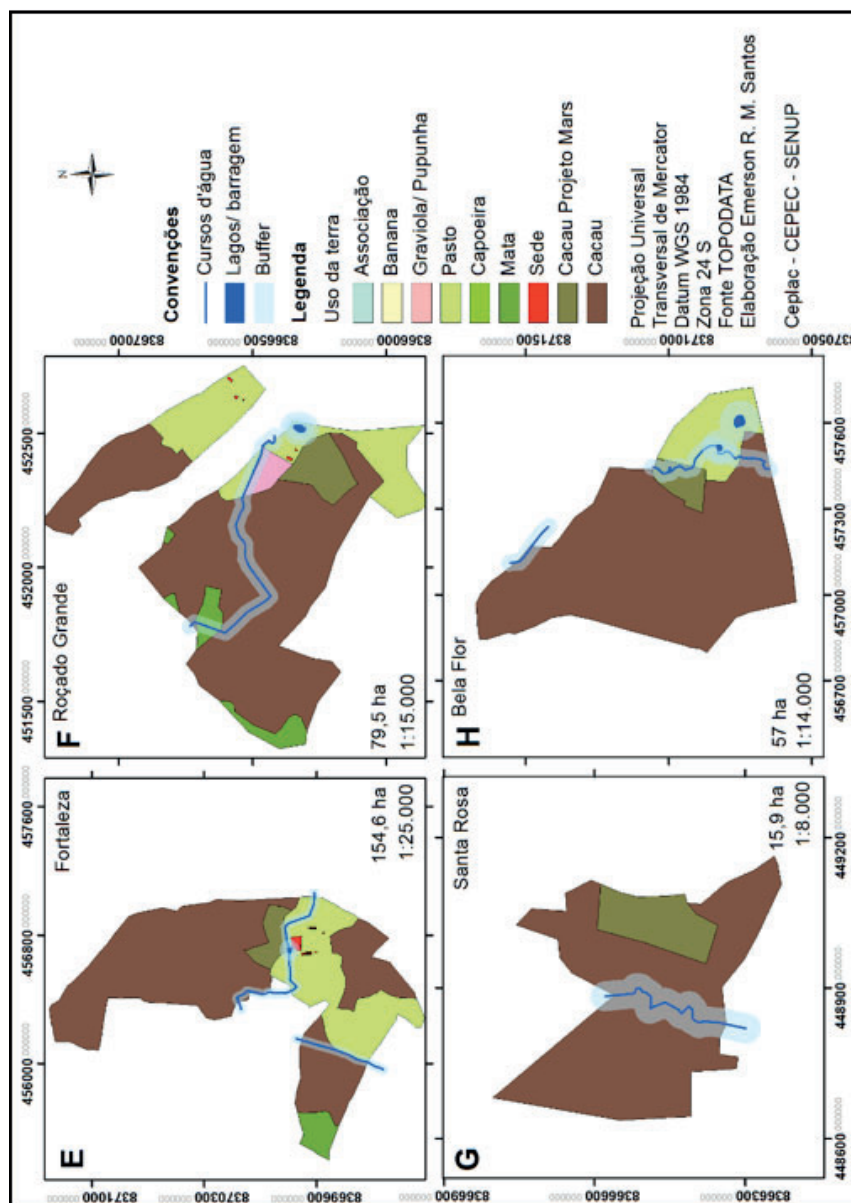 456000
456800
457600
451500
452000
452500
E
Fortaleza
154,6 ha
1:25.000
8371000
8370300
8369600
F
Roçado Grande
79,5 ha
1:15.000
8367000
8366500
8366000
G
Santa Rosa
15,9 ha
1:8.000
8366900
8366600
8366300
H
Bela Flor
57 ha
1:14.000
8371500
8371000
8370500
448600
448900
449200
456700
457000
457300
457600
N
Convenções
Cursos d'água
Lagos/ barragem
Buffer
Legenda
Uso da terra
Associação
Banana
Graviola/ Pupunha
Pasto
Capoeira
Mata
Sede
Cacau Projeto Mars
Cacau
Projeção Universal
Transversal de Mercator
Datum WGS 1984
Zona 24 S
Fonte TOPODATA
Elaboração Emerson R. M. Santos
Ceplac - CEPEC - SENUP